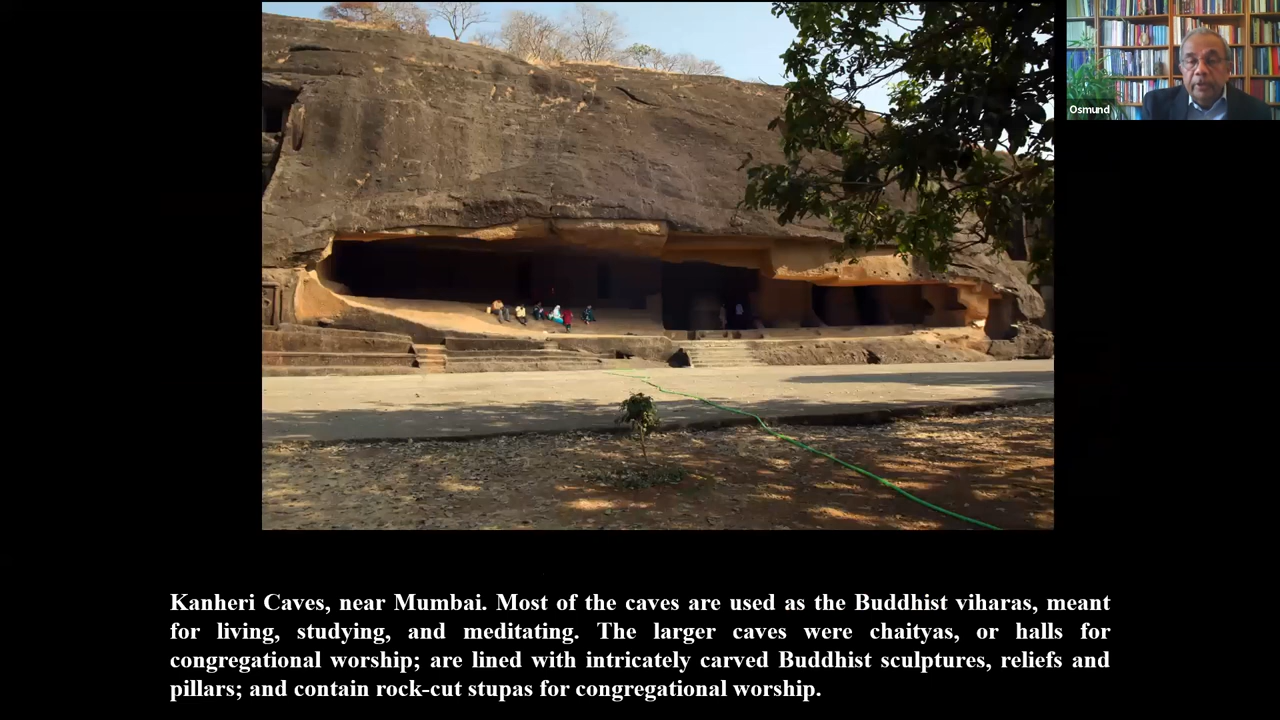 Osmund
Kanheri Caves, near Mumbai. Most of the caves are used as the Buddhist viharas, meant
for living, studying, and meditating. The larger caves were chaityas, or halls for
congregational worship; are lined with intricately carved Buddhist sculptures, reliefs and
pillars; and contain rock-cut stupas for congregational worship.